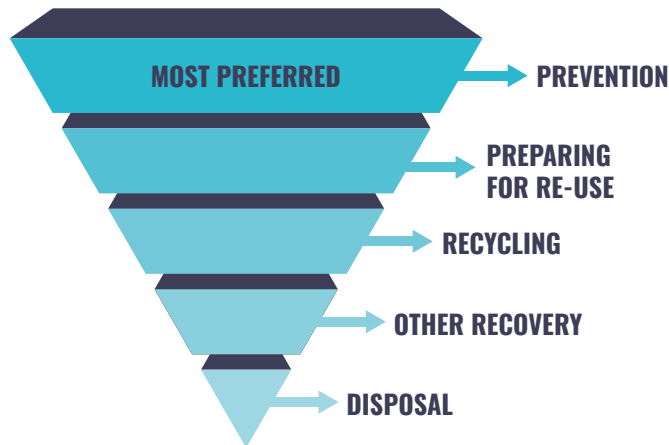 MOST PREFERRED
PREVENTION
PREPARING
FOR RE-USE
RECYCLING
OTHER RECOVERY
DISPOSAL